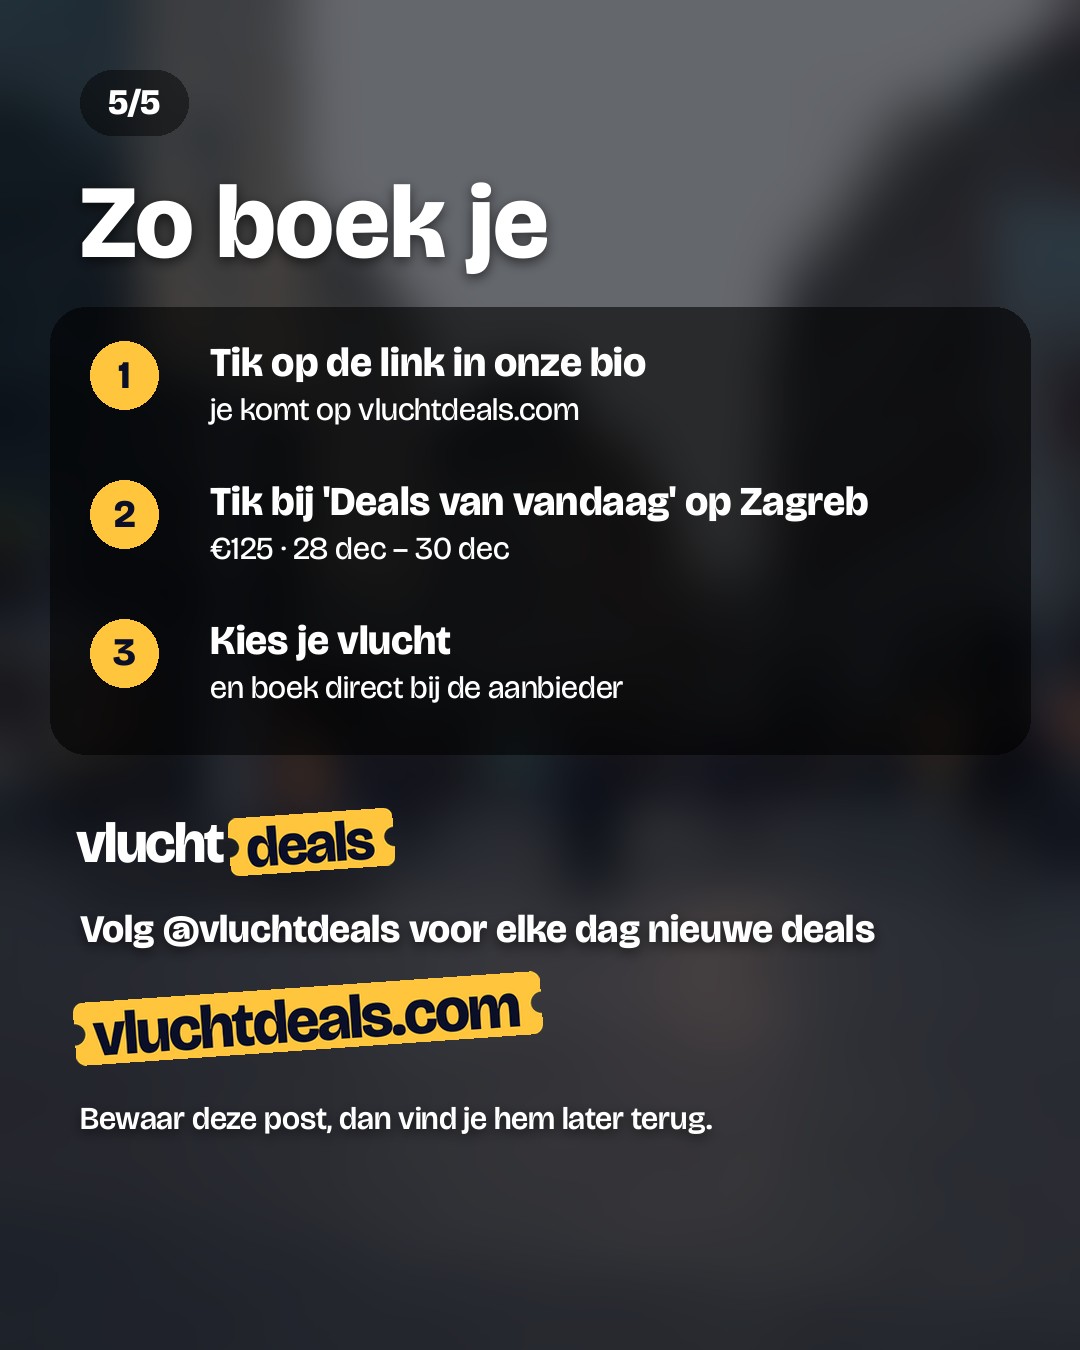 5/5
Zo boek je
1
Tik op de link in onze bio
je komt op vluchtdeals.com
2
Tik bij 'Deals van vandaag' op Zagreb
€125 · 28 dec – 30 dec
3
Kies je vlucht
en boek direct bij de aanbieder
vlucht deals
Volg @vluchtdeals voor elke dag nieuwe deals
vluchtdeals.com
Bewaar deze post, dan vind je hem later terug.